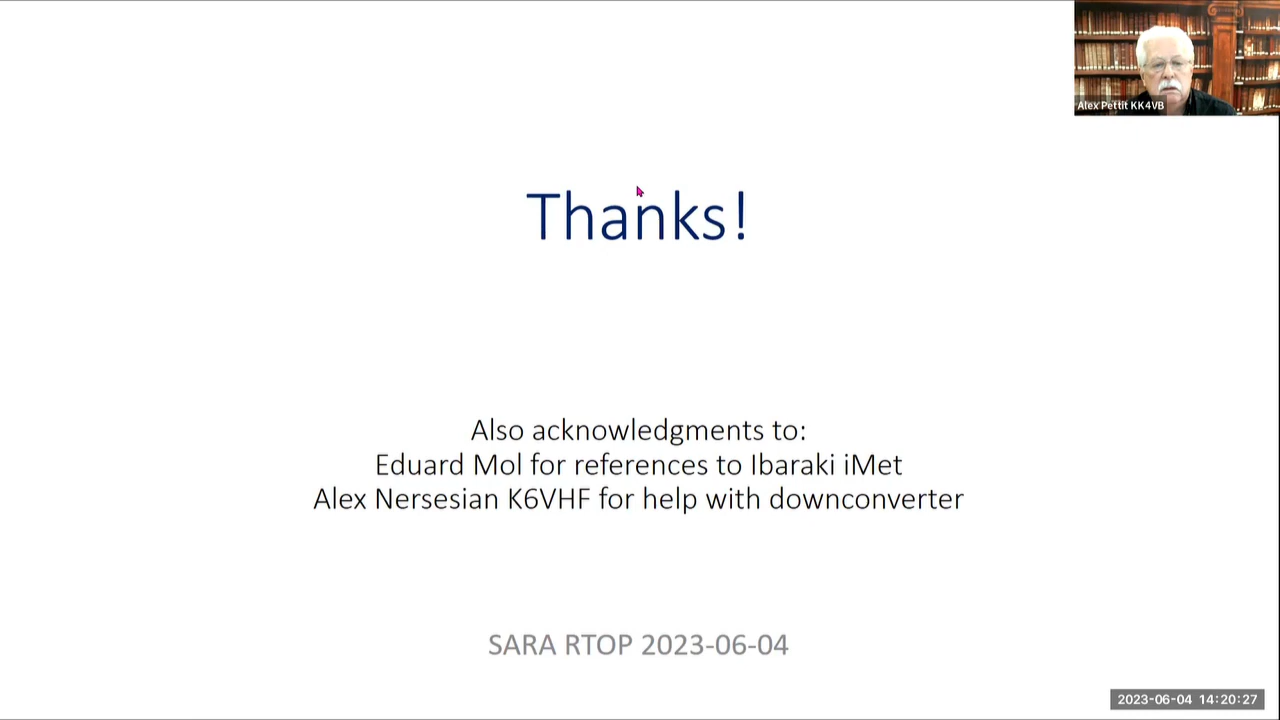 Alex Pettit KK4VB
Thanks!
Also acknowledgments to:
Eduard Mol for references to Ibaraki iMet
Alex Nersesian K6VHF for help with downconverter
SARA RTOP 2023-06-04
2023-06-04 14:20:27